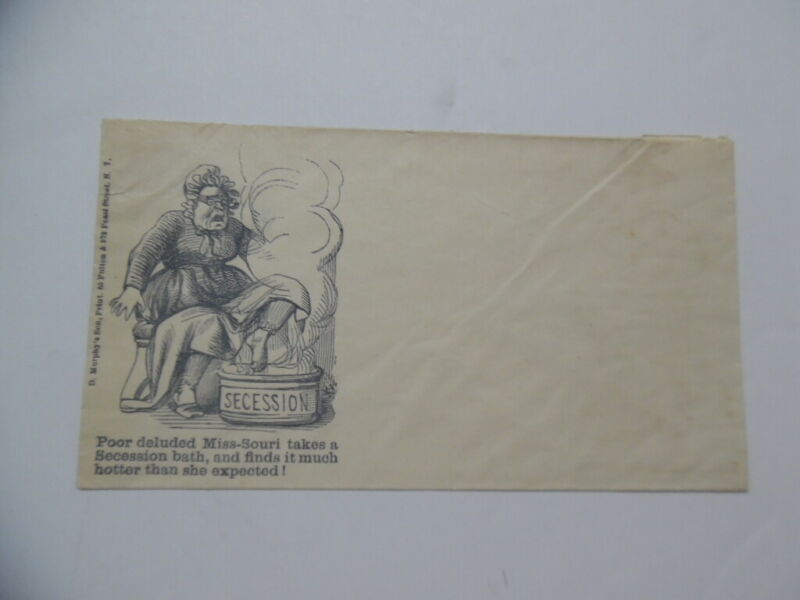 D. Murphy's Son, Print. 65 Fulton & 372 Pearl Street, N. Y.
SECESSION
Poor deluded Miss-Souri takes a
Secession bath, and finds it much
hotter than she expected!